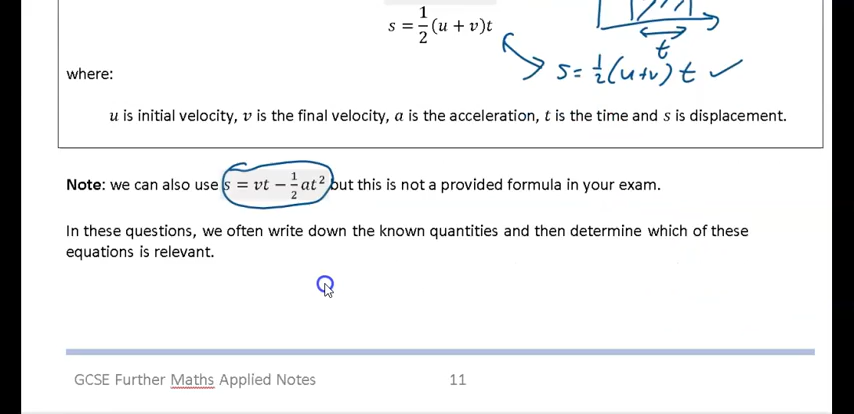 s = 1/2 (u + v)t
t
s = 1/2 (u+v) t ✓
where:
u is initial velocity, v is the final velocity, a is the acceleration, t is the time and s is displacement.
Note: we can also use s = vt − 1/2 at² but this is not a provided formula in your exam.
In these questions, we often write down the known quantities and then determine which of these
equations is relevant.
GCSE Further Maths Applied Notes 11